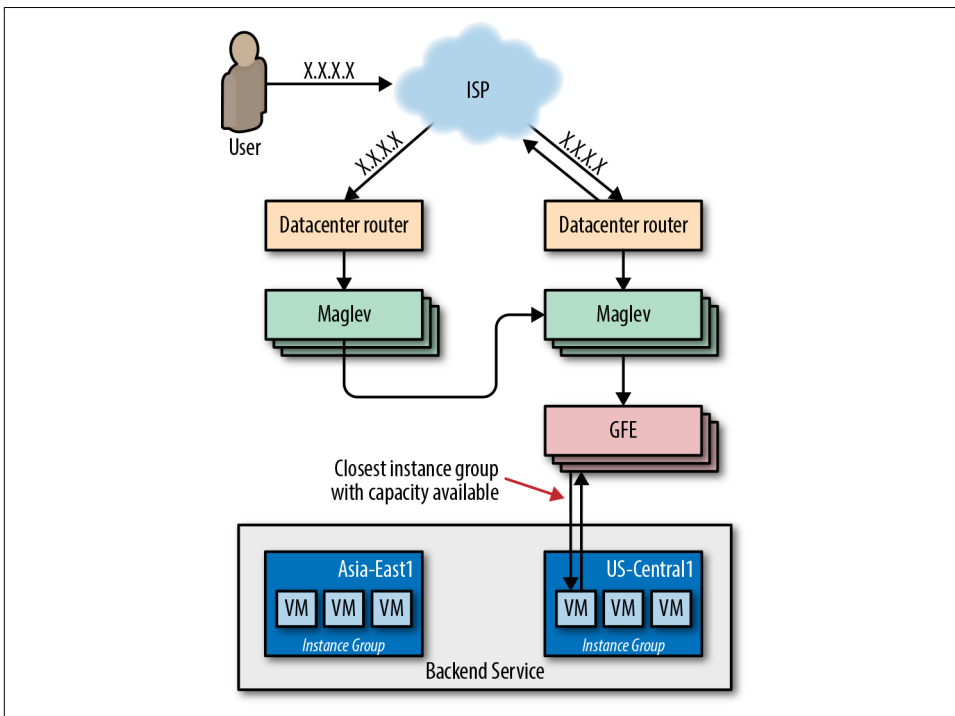 X.X.X.X
ISP
User
X.X.X.X
X.X.X.X
Datacenter router
Datacenter router
Maglev
Maglev
GFE
Closest instance group
with capacity available
Asia-East1
US-Central1
VM
VM
VM
VM
VM
VM
Instance Group
Instance Group
Backend Service